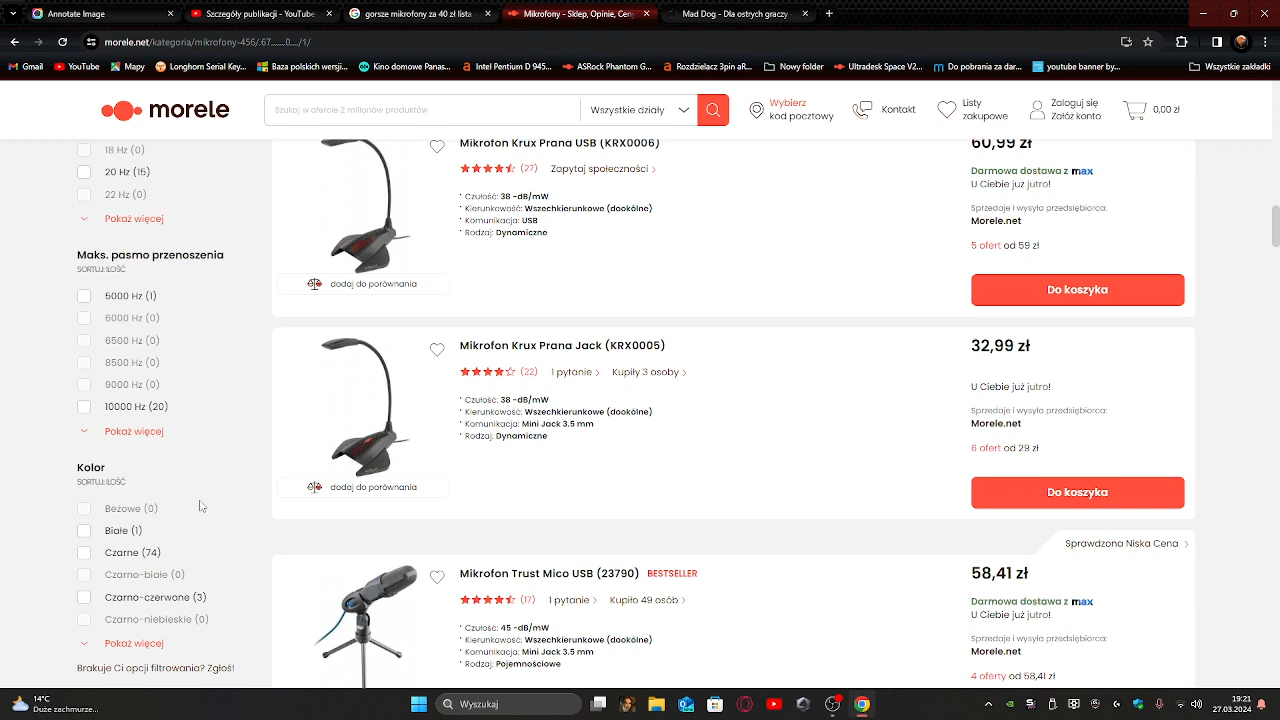 Annotate Image
Szczegóły publikacji - YouTube
gorsze mikrofony za 40 zł lista
Mikrofony - Sklep, Opinie, Cen
Mad Dog – Dla ostrych graczy
morele.net/kategoria/mikrofony-456/.67.......0..../1/
Gmail
YouTube
Mapy
Longhorn Serial Key...
Baza polskich wersji...
Kino domowe Panas...
Intel Pentium D 945...
ASRock Phantom G...
Rozdzielacz 3pin aR...
Nowy folder
Ultradesk Space V2...
Do pobrania za dar...
youtube banner by...
Wszystkie zakładki
morele
Szukaj w ofercie 2 milionów produktów
Wszystkie działy
Wybierz
kod pocztowy
Kontakt
Listy
zakupowe
Zaloguj się
Załóż konto
0,00 zł
18 Hz (0)
20 Hz (15)
22 Hz (0)
Pokaż więcej
Maks. pasmo przenoszenia
SORTUJ: ILOŚĆ
5000 Hz (1)
6000 Hz (0)
6500 Hz (0)
8500 Hz (0)
9000 Hz (0)
10000 Hz (20)
Pokaż więcej
Kolor
SORTUJ: ILOŚĆ
Beżowe (0)
Białe (1)
Czarne (74)
Czarno-białe (0)
Czarno-czerwone (3)
Czarno-niebieskie (0)
Pokaż więcej
Brakuje Ci opcji filtrowania? Zgłoś!
Mikrofon Krux Prana USB (KRX0006)
(27) Zapytaj społeczności
Czułość: 38 -dB/mW
Kierunkowość: Wszechkierunkowe (dookólne)
Komunikacja: USB
Rodzaj: Dynamiczne
dodaj do porównania
60,99 zł
Darmowa dostawa z max
U Ciebie już jutro!
Sprzedaje i wysyła przedsiębiorca:
Morele.net
5 ofert od 59 zł
Do koszyka
Mikrofon Krux Prana Jack (KRX0005)
(22) 1 pytanie Kupiły 3 osoby
Czułość: 38 -dB/mW
Kierunkowość: Wszechkierunkowe (dookólne)
Komunikacja: Mini Jack 3.5 mm
Rodzaj: Dynamiczne
dodaj do porównania
32,99 zł
U Ciebie już jutro!
Sprzedaje i wysyła przedsiębiorca:
Morele.net
6 ofert od 29 zł
Do koszyka
Sprawdzona Niska Cena
Mikrofon Trust Mico USB (23790) BESTSELLER
(17) 1 pytanie Kupiło 49 osób
Czułość: 45 -dB/mW
Kierunkowość: Wszechkierunkowe (dookólne)
Komunikacja: Mini Jack 3.5 mm
Rodzaj: Pojemnościowe
58,41 zł
Darmowa dostawa z max
U Ciebie już jutro!
Sprzedaje i wysyła przedsiębiorca:
Morele.net
4 oferty od 58,41 zł
14°C
Duże zachmurze...
Wyszukaj
19:21
27.03.2024